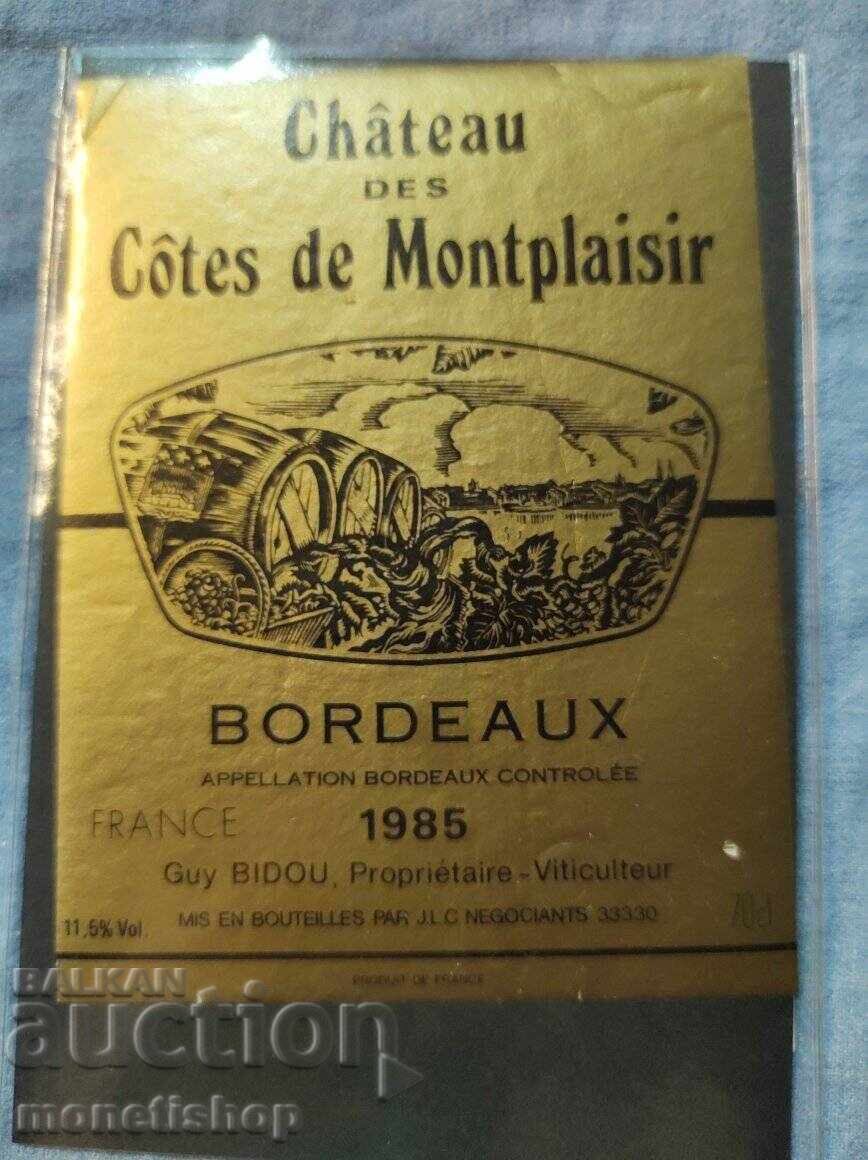 Château
DES
Côtes de Montplaisir
BORDEAUX
APPELLATION BORDEAUX CONTROLÉE
FRANCE 1985
Guy BIDOU, Propriétaire-Viticulteur
11,5% Vol. MIS EN BOUTEILLES PAR J.L.C NEGOCIANTS 33330 70cl
PRODUIT DE FRANCE
BALKAN
auction
monetishop